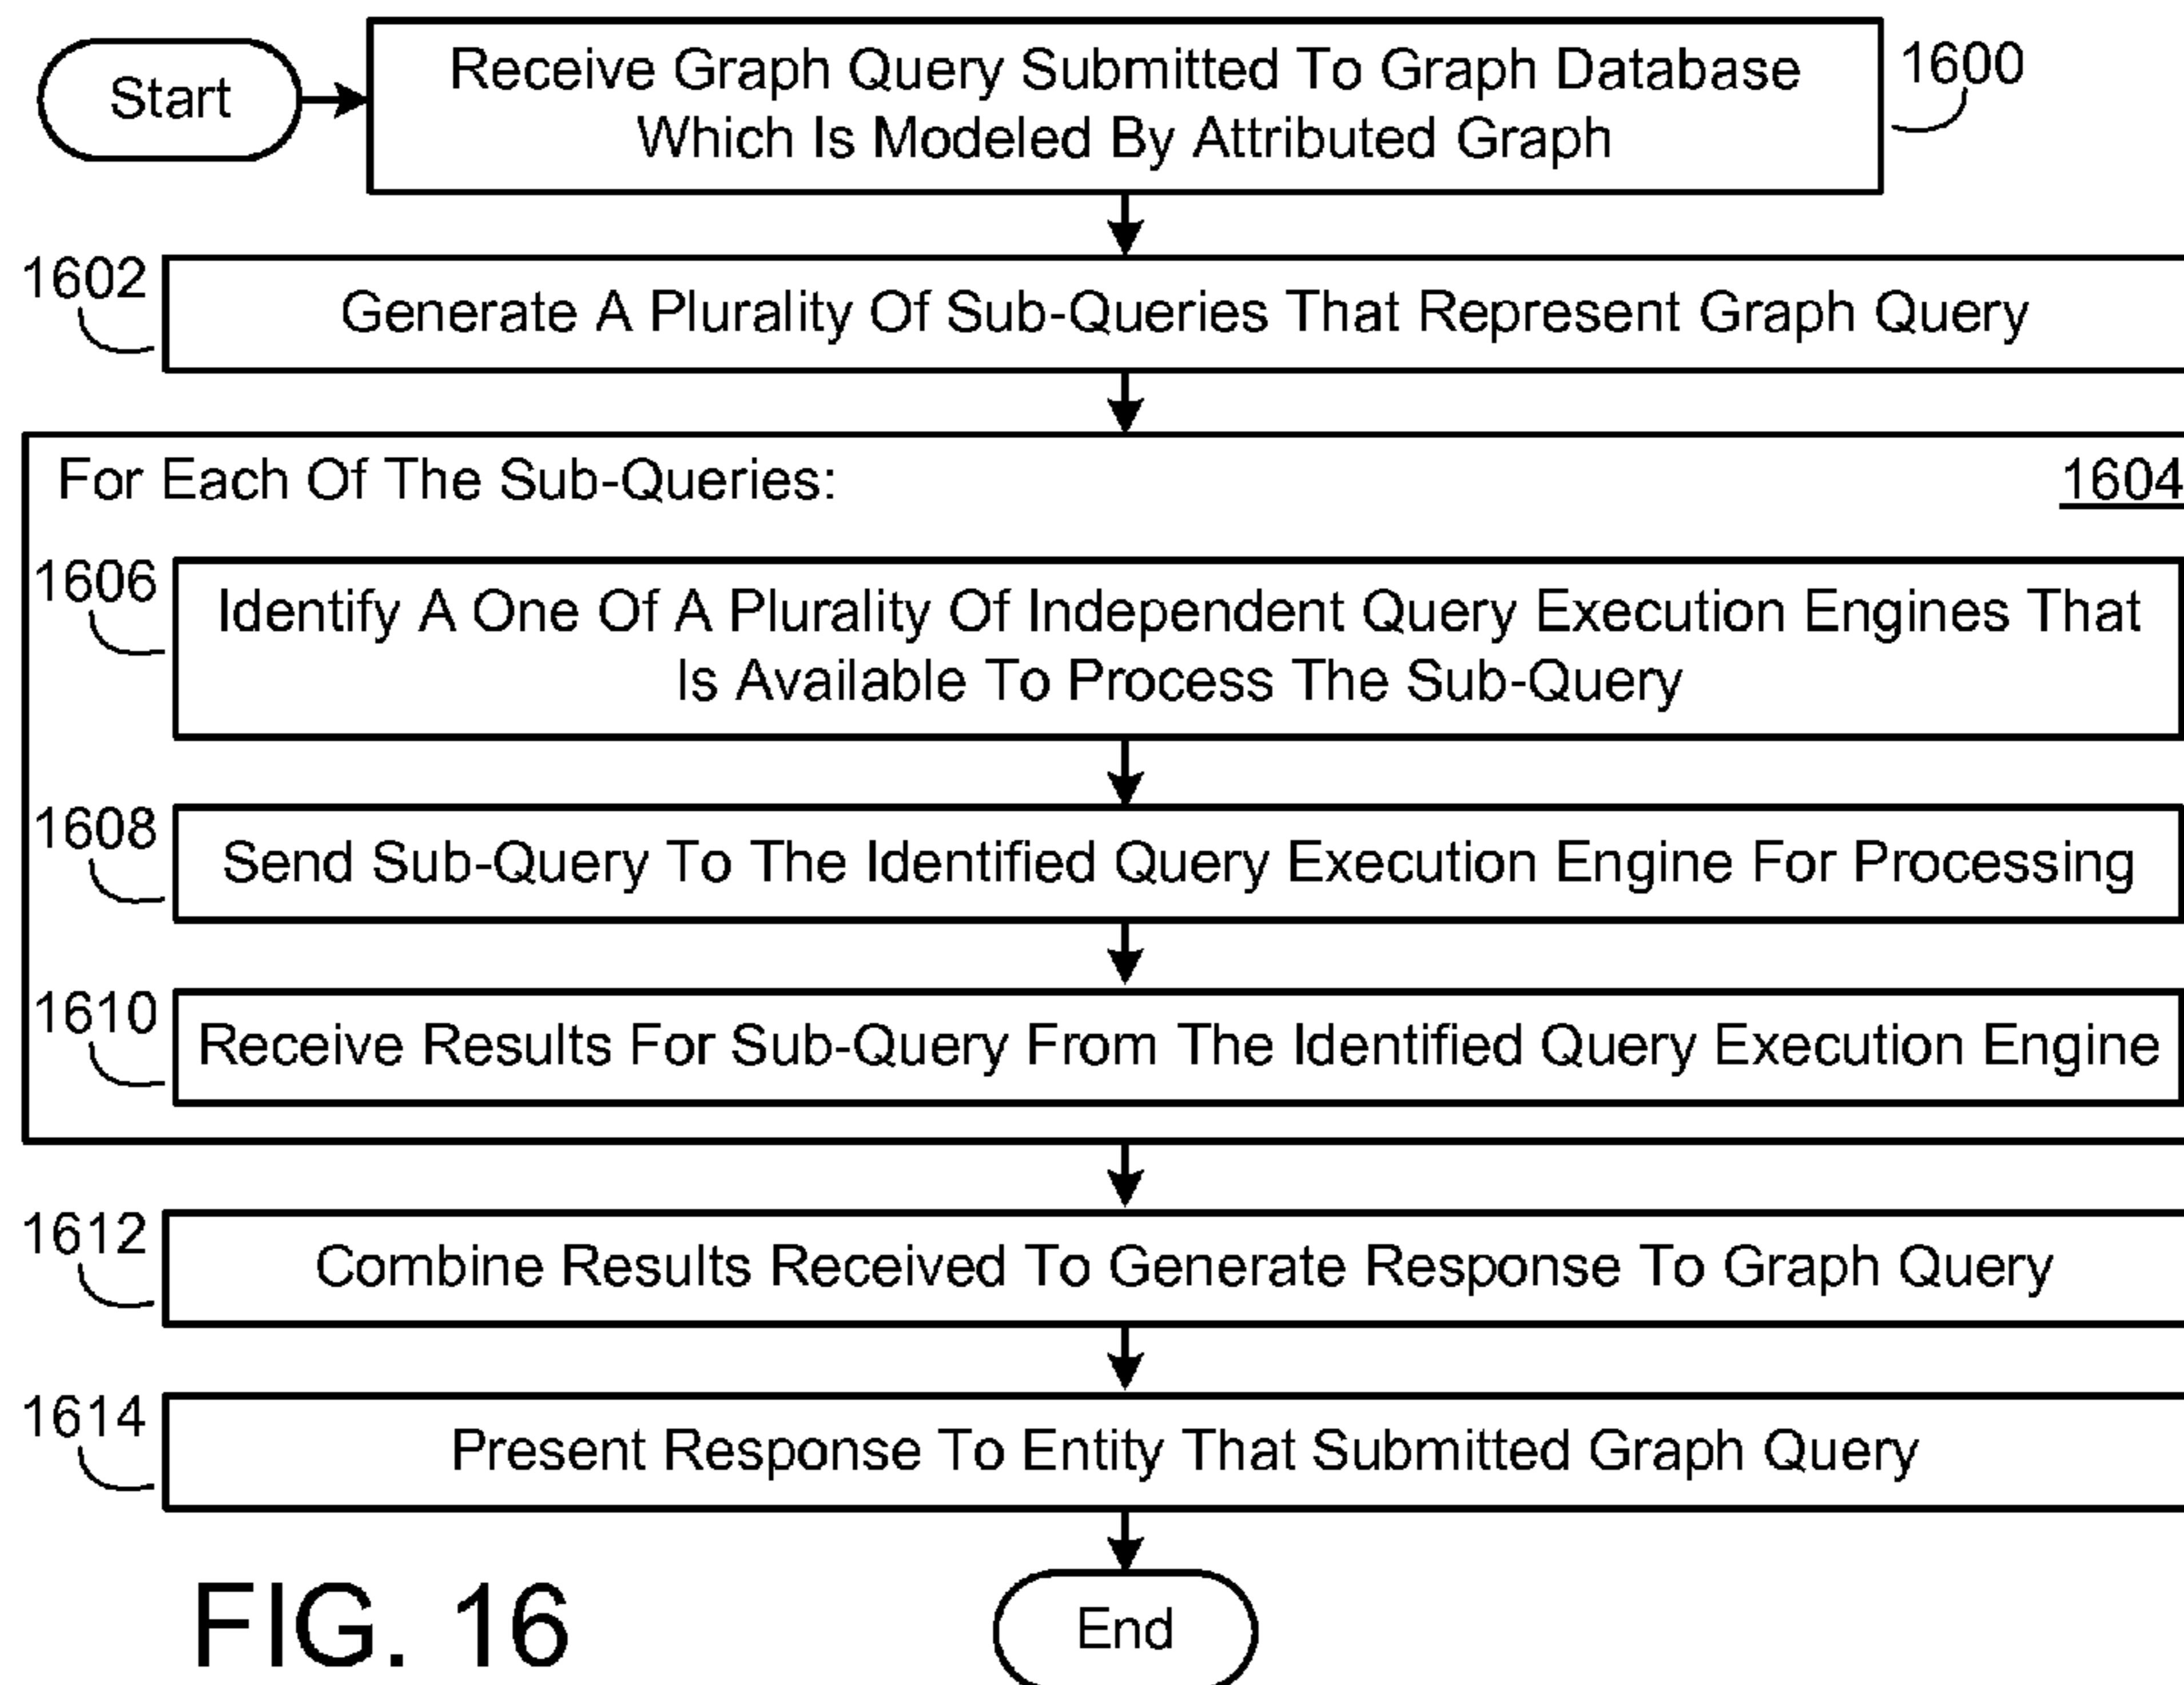 Start
Receive Graph Query Submitted To Graph Database
Which Is Modeled By Attributed Graph
1600
1602
Generate A Plurality Of Sub-Queries That Represent Graph Query
For Each Of The Sub-Queries:
1604
1606
Identify A One Of A Plurality Of Independent Query Execution Engines That
Is Available To Process The Sub-Query
1608
Send Sub-Query To The Identified Query Execution Engine For Processing
1610
Receive Results For Sub-Query From The Identified Query Execution Engine
1612
Combine Results Received To Generate Response To Graph Query
1614
Present Response To Entity That Submitted Graph Query
FIG. 16
End